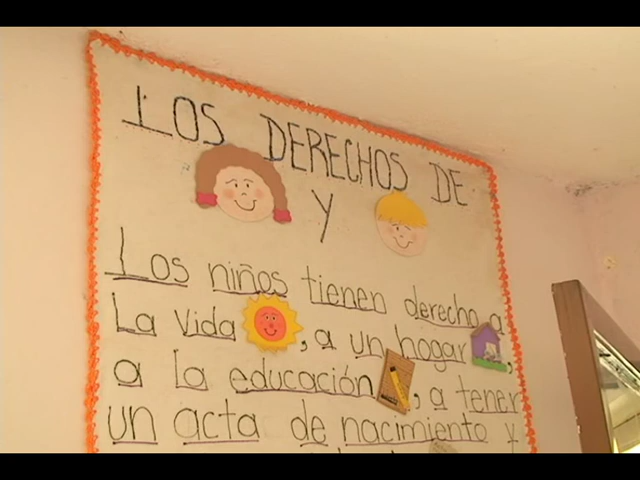 LOS DERECHOS DE
Y
Los niños tienen derecho a
La vida , a un hogar ,
a la educación , a tener
un acta de nacimiento y